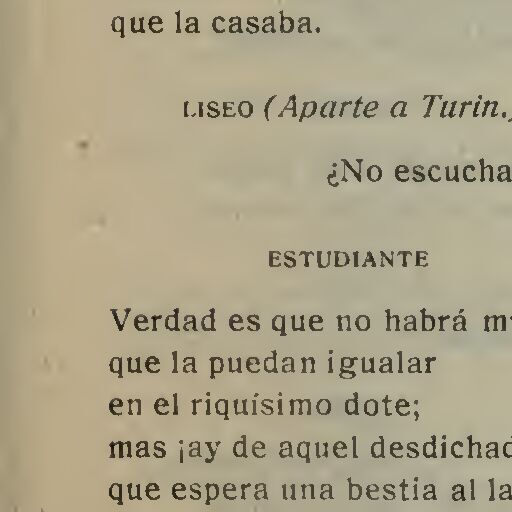 que la casaba.
LISEO (Aparte a Turin.)
¿No escucha
ESTUDIANTE
Verdad es que no habrá
que la puedan igualar
en el riquísimo dote;
mas ¡ay de aquel desdichad
que espera una bestia al la